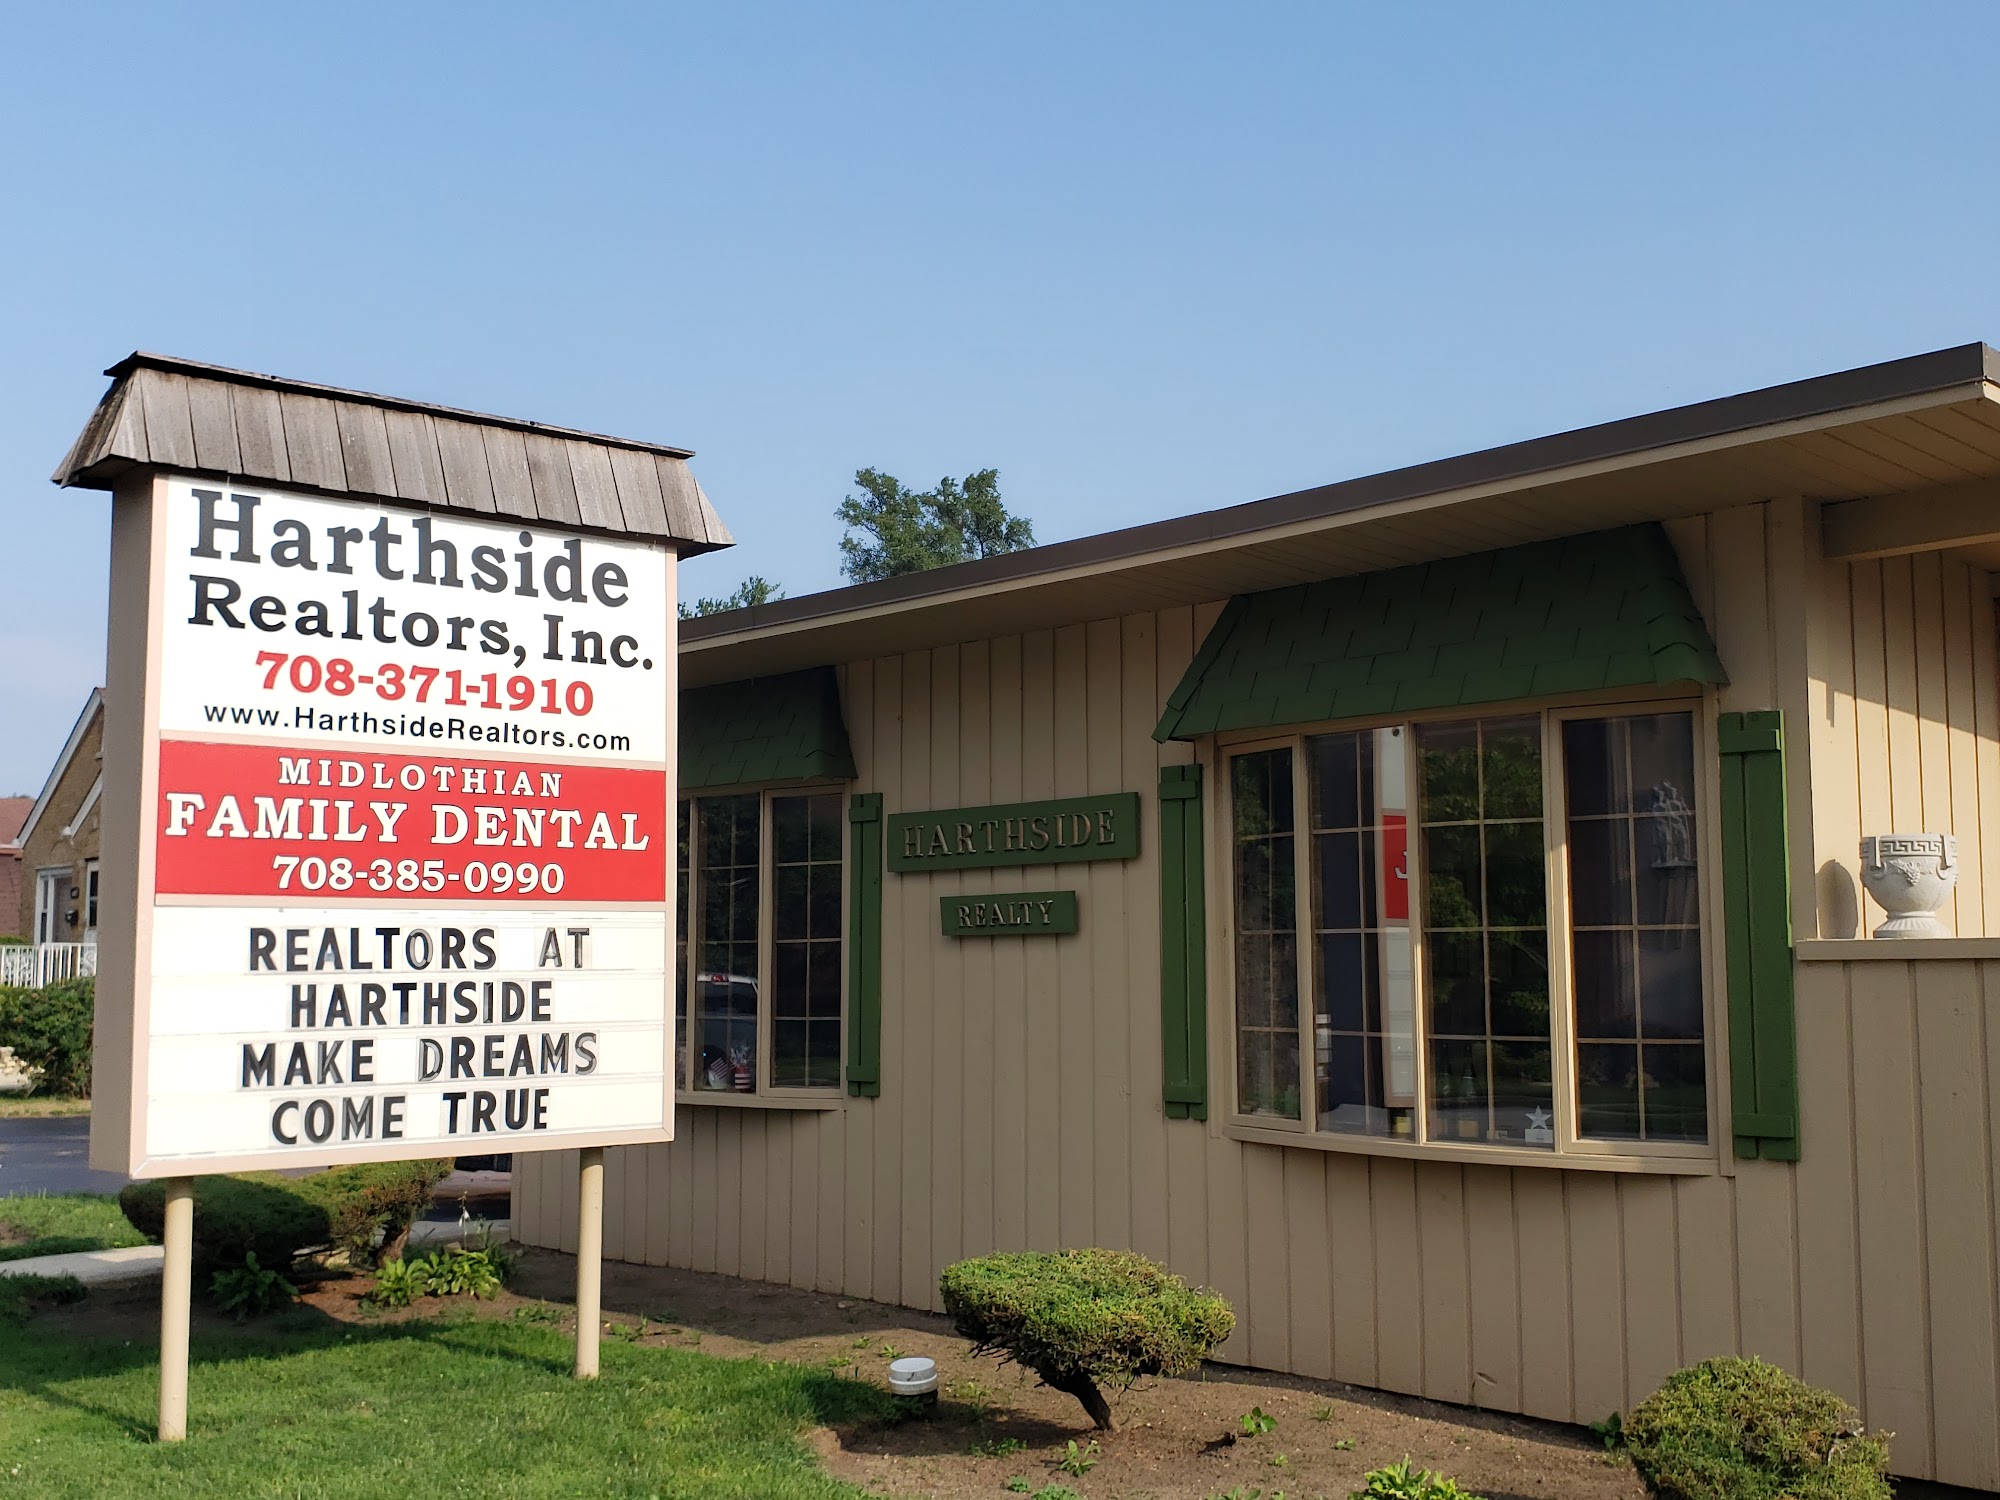 Harthside
Realtors, Inc.
708-371-1910
www.HarthsideRealtors.com
MIDLOTHIAN
FAMILY DENTAL
708-385-0990
REALTORS AT
HARTHSIDE
MAKE DREAMS
COME TRUE
HARTHSIDE
REALTY